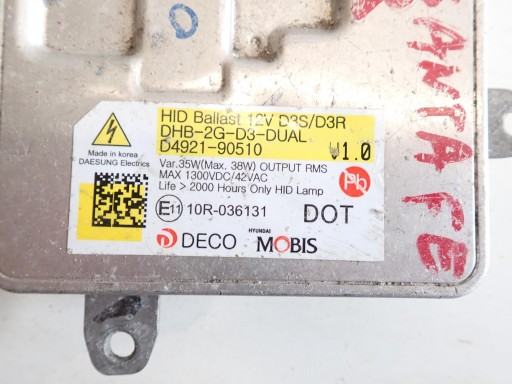 HID Ballast 12V D3S/D3R
DHB-2G-D3-DUAL
D4921-90510
V1.0
Made in korea
DAESUNG Electrics
Var.35W(Max, 38W) OUTPUT RMS
MAX 1300VDC/42VAC
Life > 2000 Hours Only HID Lamp
Pb
E11 10R-036131
DOT
DECO
HYUNDAI
MOBIS
SANTA FE